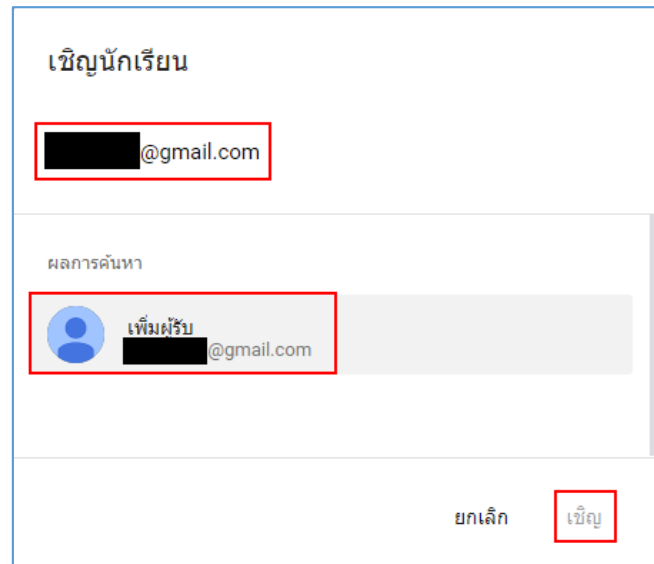 เชิญนักเรียน
@gmail.com
ผลการค้นหา
เพิ่มผู้รับ
@gmail.com
ยกเลิก เชิญ